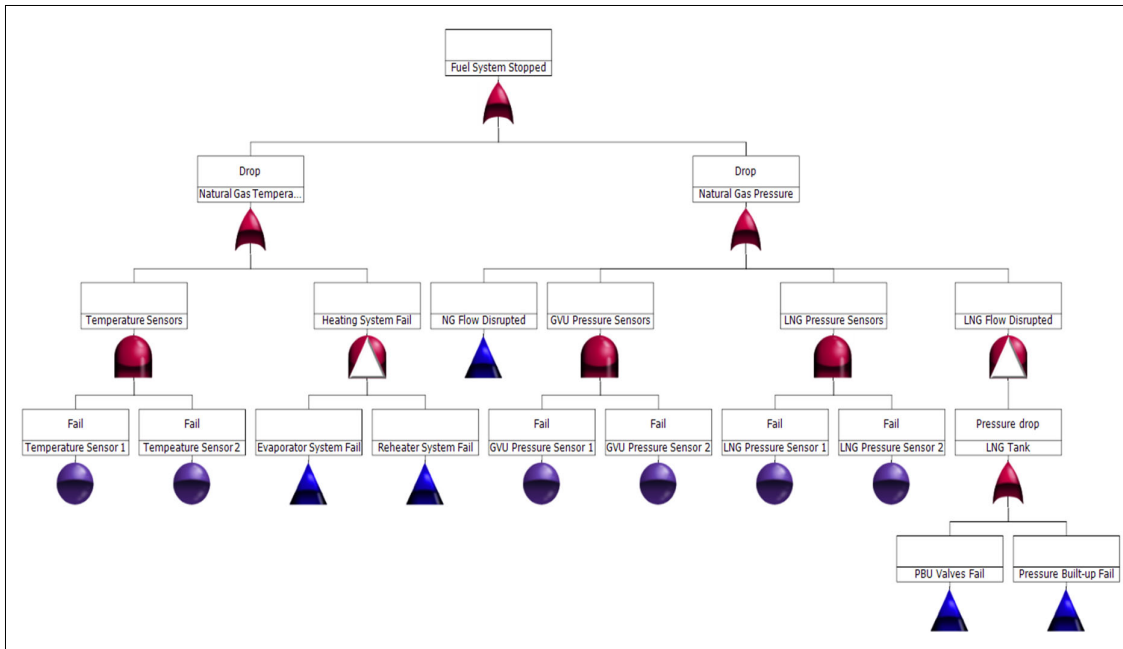 Fuel System Stopped
Drop
Natural Gas Tempera...
Drop
Natural Gas Pressure
Temperature Sensors
Heating System Fail
NG Flow Disrupted
GVU Pressure Sensors
LNG Pressure Sensors
LNG Flow Disrupted
Fail
Temperature Sensor 1
Fail
Tempeature Sensor 2
Evaporator System Fail
Reheater System Fail
Fail
GVU Pressure Sensor 1
Fail
GVU Pressure Sensor 2
Fail
LNG Pressure Sensor 1
Fail
LNG Pressure Sensor 2
Pressure drop
LNG Tank
PBU Valves Fail
Pressure Built-up Fail